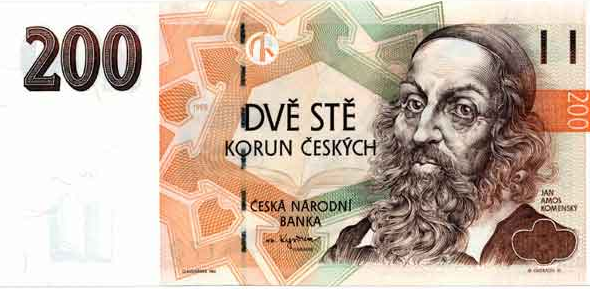 200
DVĚ STĚ
KORUN ČESKÝCH
ČESKÁ NÁRODNÍ
BANKA
200
JAN
AMOS
KOMENSKÝ